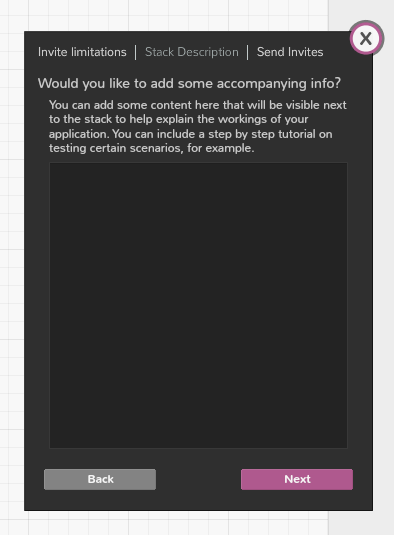 X
Invite limitations | Stack Description | Send Invites
Would you like to add some accompanying info?
You can add some content here that will be visible next
to the stack to help explain the workings of your
application. You can include a step by step tutorial on
testing certain scenarios, for example.
Back Next